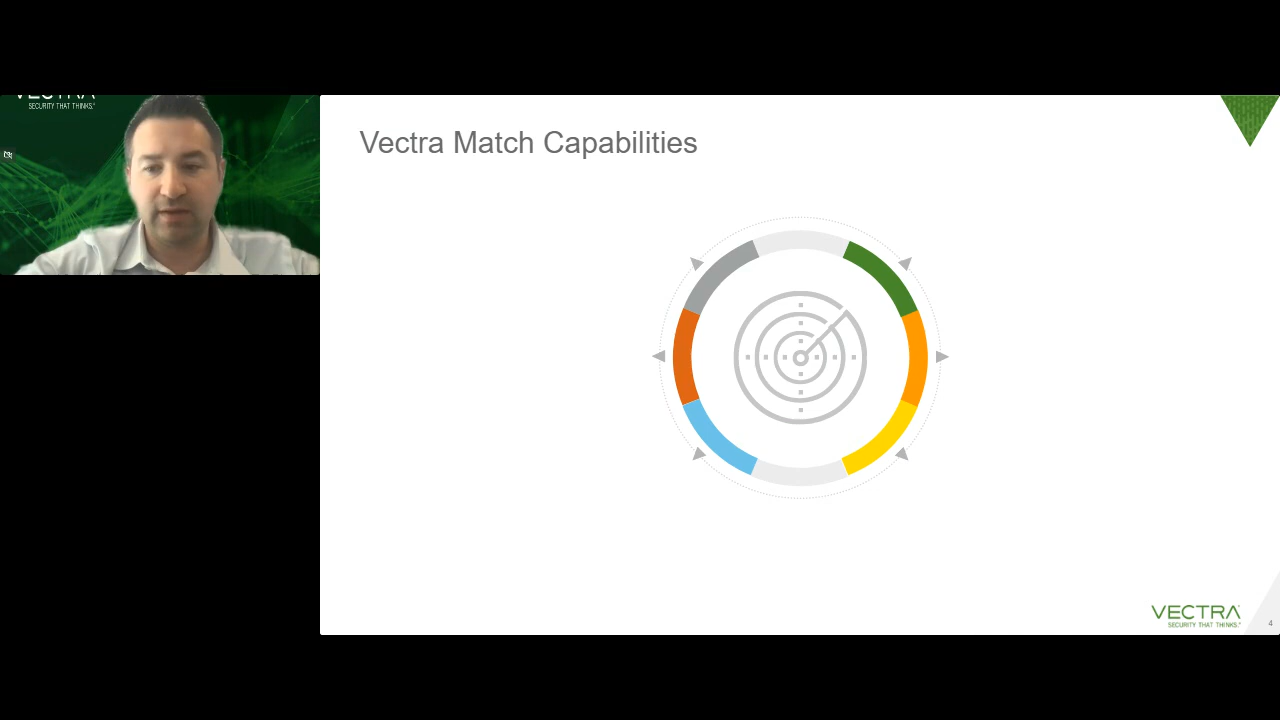 VECTRA
SECURITY THAT THINKS.®
Vectra Match Capabilities
VECTRA
SECURITY THAT THINKS.®
4